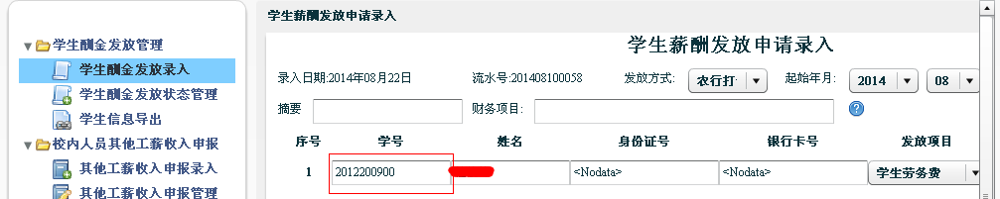 学生酬金发放管理
学生酬金发放录入
学生酬金发放状态管理
学生信息导出
校内人员其他工薪收入申报
其他工薪收入申报录入
其他工薪收入申报管理
学生薪酬发放申请录入
学生薪酬发放申请录入
录入日期:2014年08月22日 流水号:201408100058 发放方式: 农行打 起始年月: 2014 08
摘要 财务项目: ?
序号 学号 姓名 身份证号 银行卡号 发放项目
1 2012200900 <Nodata> <Nodata> 学生劳务费